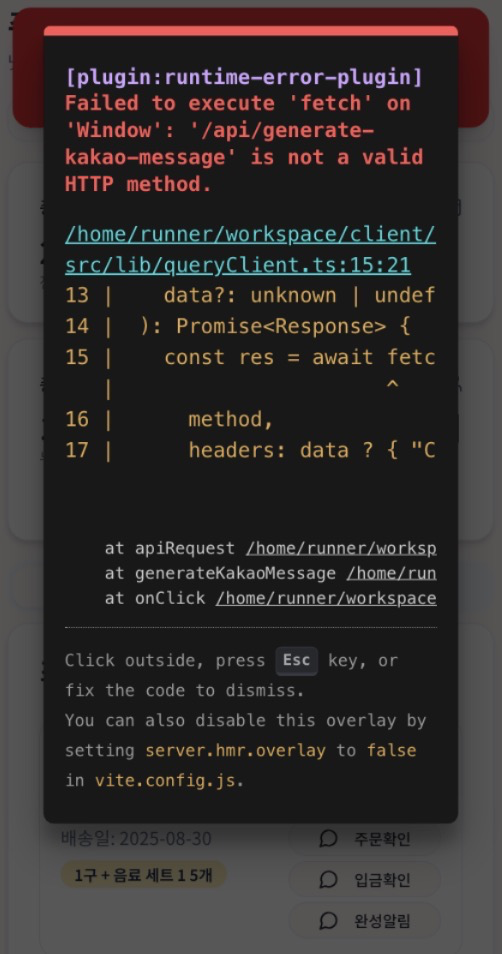 [plugin:runtime-error-plugin]
Failed to execute 'fetch' on
'Window': '/api/generate-
kakao-message' is not a valid
HTTP method.
/home/runner/workspace/client/
src/lib/queryClient.ts:15:21
13 |    data?: unknown | undef
14 |  ): Promise<Response> {
15 |    const res = await fetc
   |                      ^
16 |      method,
17 |      headers: data ? { "C
at apiRequest /home/runner/worksp
at generateKakaoMessage /home/run
at onClick /home/runner/workspace
Click outside, press Esc key, or
fix the code to dismiss.
You can also disable this overlay by
setting server.hmr.overlay to false
in vite.config.js.
배송일: 2025-08-30
주문확인
1구 + 음료 세트 1 5개
입금확인
완성알림